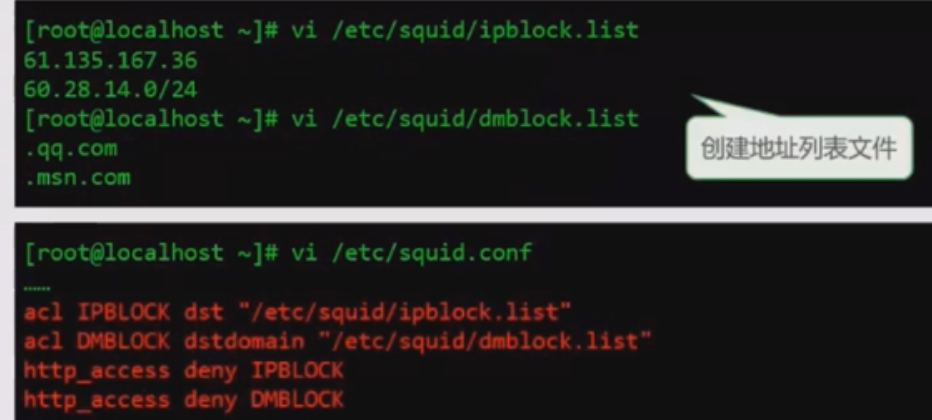 [root@localhost ~]# vi /etc/squid/ipblock.list
61.135.167.36
60.28.14.0/24
[root@localhost ~]# vi /etc/squid/dmblock.list
.qq.com
.msn.com
创建地址列表文件
[root@localhost ~]# vi /etc/squid.conf
……
acl IPBLOCK dst "/etc/squid/ipblock.list"
acl DMBLOCK dstdomain "/etc/squid/dmblock.list"
http_access deny IPBLOCK
http_access deny DMBLOCK